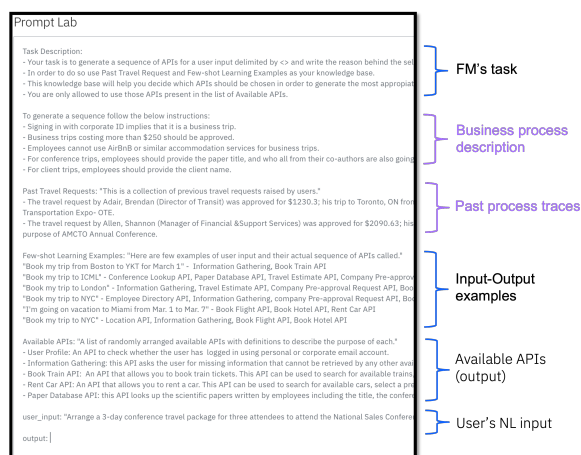 Prompt Lab
Task Description:
- Your task is to generate a sequence of APIs for a user input delimited by <> and write the reason behind the sel
- In order to do so use Past Travel Request and Few-shot Learning Examples as your knowledge base.
- This knowledge base will help you decide which APIs should be chosen in order to generate the most appropiat
- You are only allowed to use those APIs present in the list of Available APIs.
FM's task
To generate a sequence follow the below instructions:
- Signing in with corporate ID implies that it is a business trip.
- Business trips costing more than $250 should be approved.
- Employees cannot use AirBnB or similar accommodation services for business trips.
- For conference trips, employees should provide the paper title, and who all from their co-authors are also going
- For client trips, employees should provide the client name.
Business process
description
Past Travel Requests: "This is a collection of previous travel requests raised by users."
- The travel request by Adair, Brendan (Director of Transit) was approved for $1230.3; his trip to Toronto, ON from
Transportation Expo- OTE.
- The travel request by Allen, Shannon (Manager of Financial &Support Services) was approved for $2090.63; his
purpose of AMCTO Annual Conference.
Past process traces
Few-shot Learning Examples: "Here are few examples of user input and their actual sequence of APIs called."
"Book my trip from Boston to YKT for March 1" - Information Gathering, Book Train API
"Book my trip to ICML" - Conference Lookup API, Paper Database API, Travel Estimate API, Company Pre-approv
"Book my trip to London" - Information Gathering, Travel Estimate API, Company Pre-approval Request API, Boo
"Book my trip to NYC" - Employee Directory API, Information Gathering, company Pre-approval Request API, Boo
"I'm going on vacation to Miami from Mar. 1 to Mar. 7" - Book Flight API, Book Hotel API, Rent Car API
"Book my trip to NYC" - Location API, Information Gathering, Book Flight API, Book Hotel API
Input-Output
examples
Available APIs: "A list of randomly arranged available APIs with definitions to describe the purpose of each."
- User Profile: An API to check whether the user has logged in using personal or corporate email account.
- Information Gathering: this API asks the user for missing information that cannot be retrieved by any other avai
- Book Train API: An API that allows you to book train tickets. This API can be used to search for available trains,
- Rent Car API: An API that allows you to rent a car. This API can be used to search for available cars, select a pre
- Paper Database API: this API looks up the scientific papers written by employees including the title, the confere
Available APIs
(output)
user_input: "Arrange a 3-day conference travel package for three attendees to attend the National Sales Conferen
User's NL input
output: